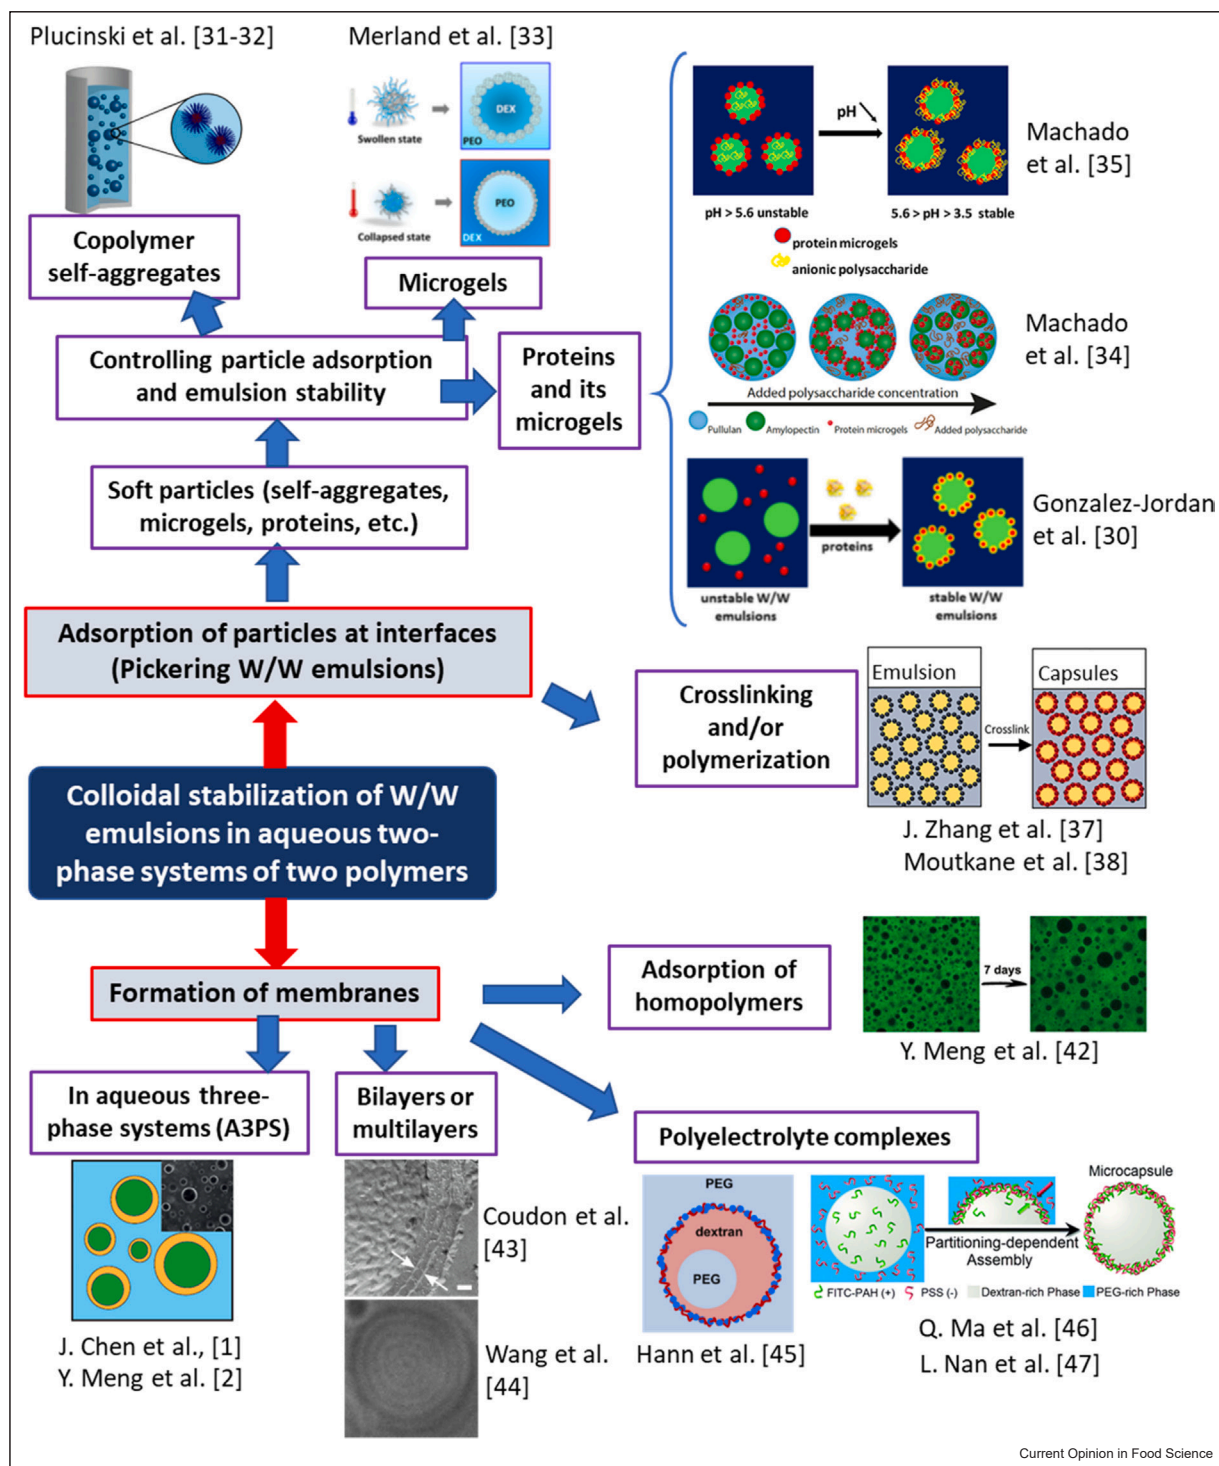 Plucinski et al. [31-32]
Merland et al. [33]
Swollen state
DEX
PEO
Collapsed state
PEO
DEX
pH
pH > 5.6 unstable
5.6 > pH > 3.5 stable
protein microgels
anionic polysaccharide
Machado
et al. [35]
Copolymer
self-aggregates
Microgels
Controlling particle adsorption
and emulsion stability
Proteins
and its
microgels
Added polysaccharide concentration
Pullulan
Amylopectin
Protein microgels
Added polysaccharide
Machado
et al. [34]
Soft particles (self-aggregates,
microgels, proteins, etc.)
proteins
unstable W/W
emulsions
stable W/W
emulsions
Gonzalez-Jordan
et al. [30]
Adsorption of particles at interfaces
(Pickering W/W emulsions)
Crosslinking
and/or
polymerization
Emulsion
Crosslink
Capsules
J. Zhang et al. [37]
Moutkane et al. [38]
Colloidal stabilization of W/W
emulsions in aqueous two-
phase systems of two polymers
Formation of membranes
Adsorption of
homopolymers
7 days
Y. Meng et al. [42]
In aqueous three-
phase systems (A3PS)
Bilayers or
multilayers
Polyelectrolyte complexes
J. Chen et al., [1]
Y. Meng et al. [2]
Coudon et al.
[43]
Wang et al.
[44]
PEG
dextran
PEG
Hann et al. [45]
Microcapsule
Partitioning-dependent
Assembly
FITC-PAH (+)
PSS (-)
Dextran-rich Phase
PEG-rich Phase
Q. Ma et al. [46]
L. Nan et al. [47]
Current Opinion in Food Science